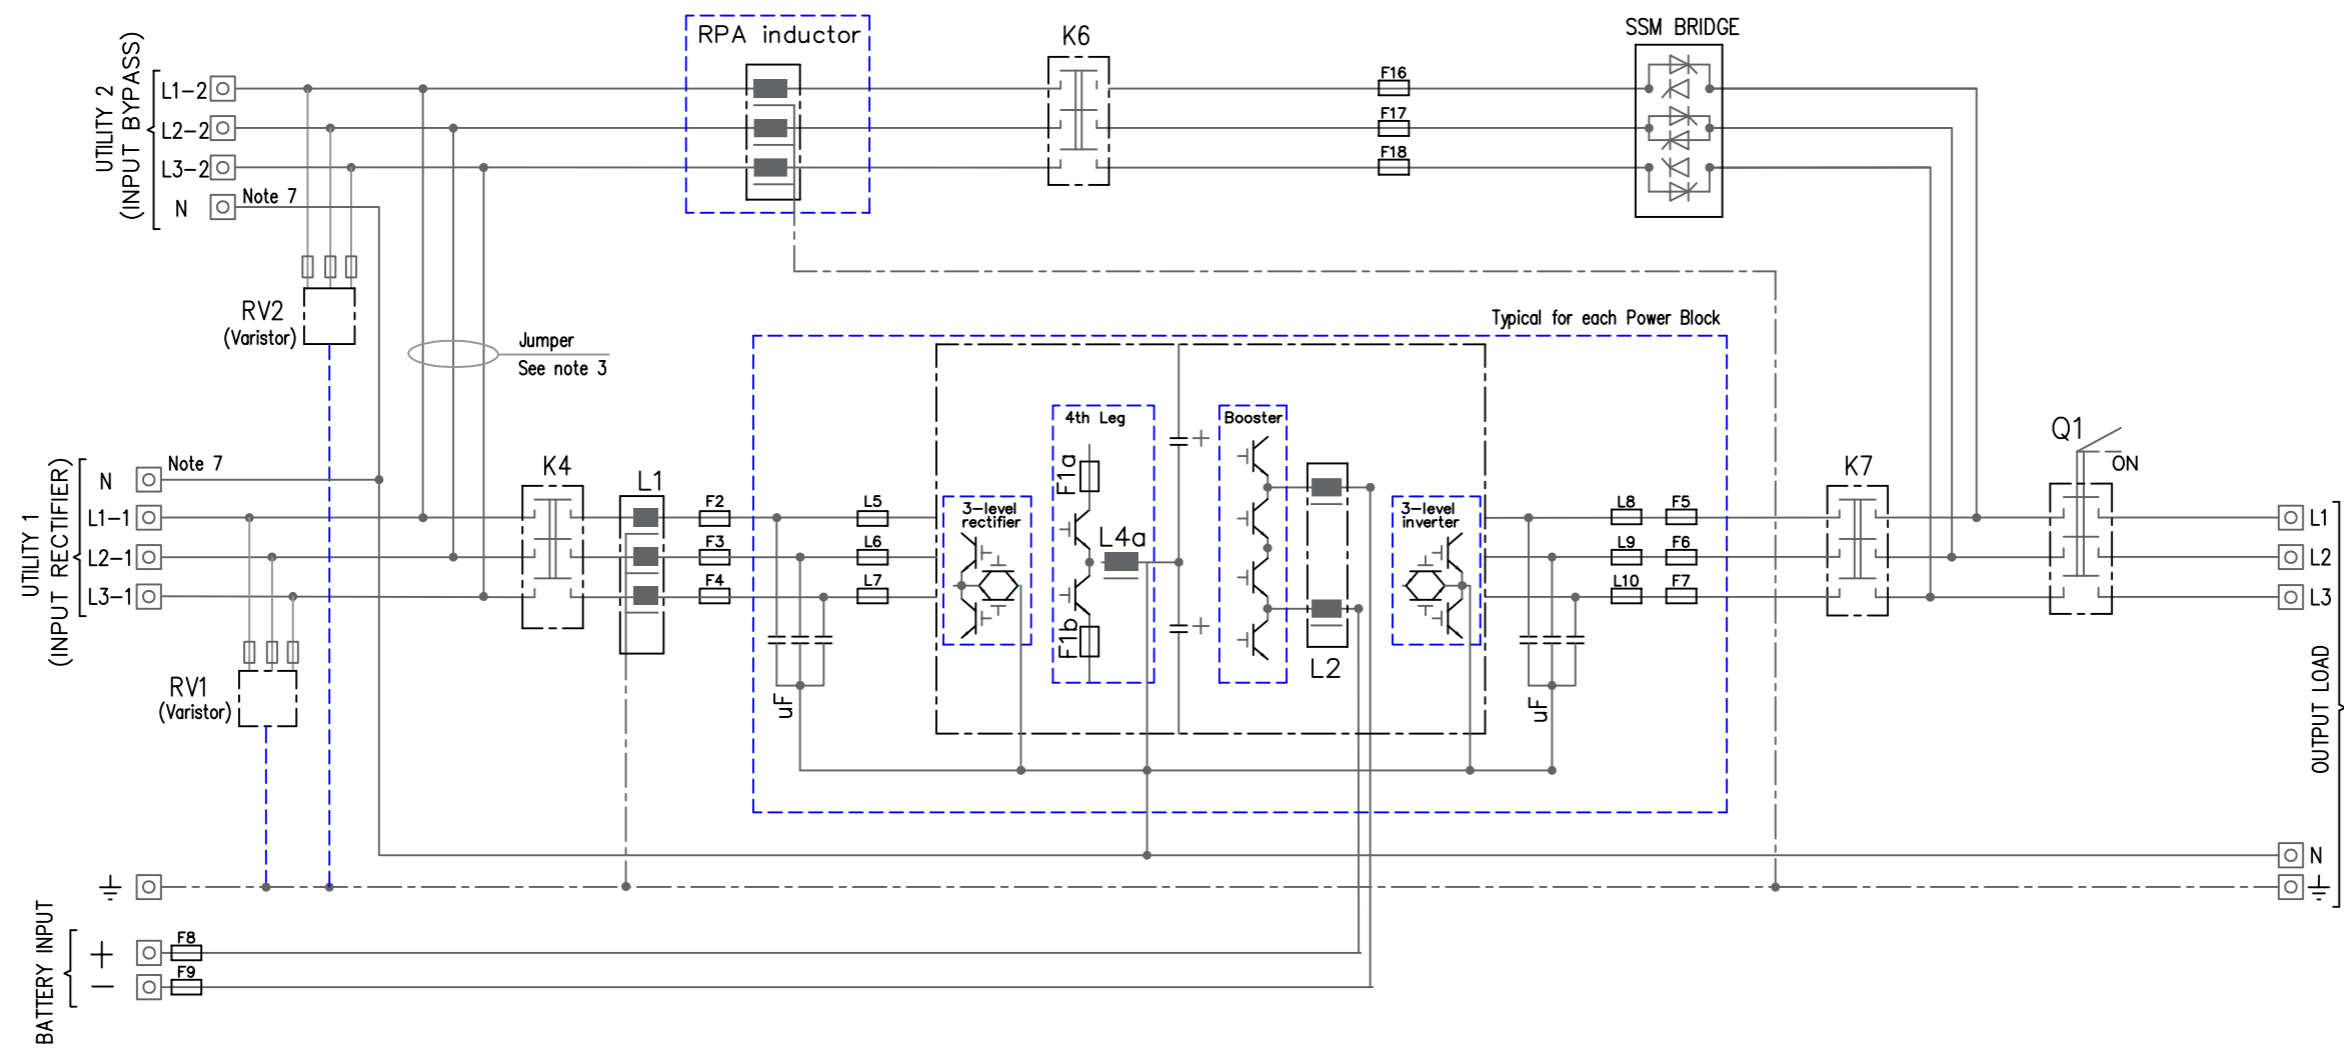 UTILITY 2
(INPUT BYPASS)
L1-2
L2-2
L3-2
N
Note 7
RPA inductor
K6
F16
F17
F18
SSM BRIDGE
RV2
(Varistor)
Jumper
See note 3
Typical for each Power Block
UTILITY 1
(INPUT RECTIFIER)
N
Note 7
L1-1
L2-1
L3-1
RV1
(Varistor)
K4
L1
F2
F3
F4
L5
L6
L7
uF
3-level
rectifier
4th Leg
F1a
L4a
F1b
+
+
Booster
L2
3-level
inverter
uF
L8
F5
L9
F6
L10
F7
K7
Q1
ON
L1
L2
L3
OUTPUT LOAD
N
BATTERY INPUT
+
F8
−
F9